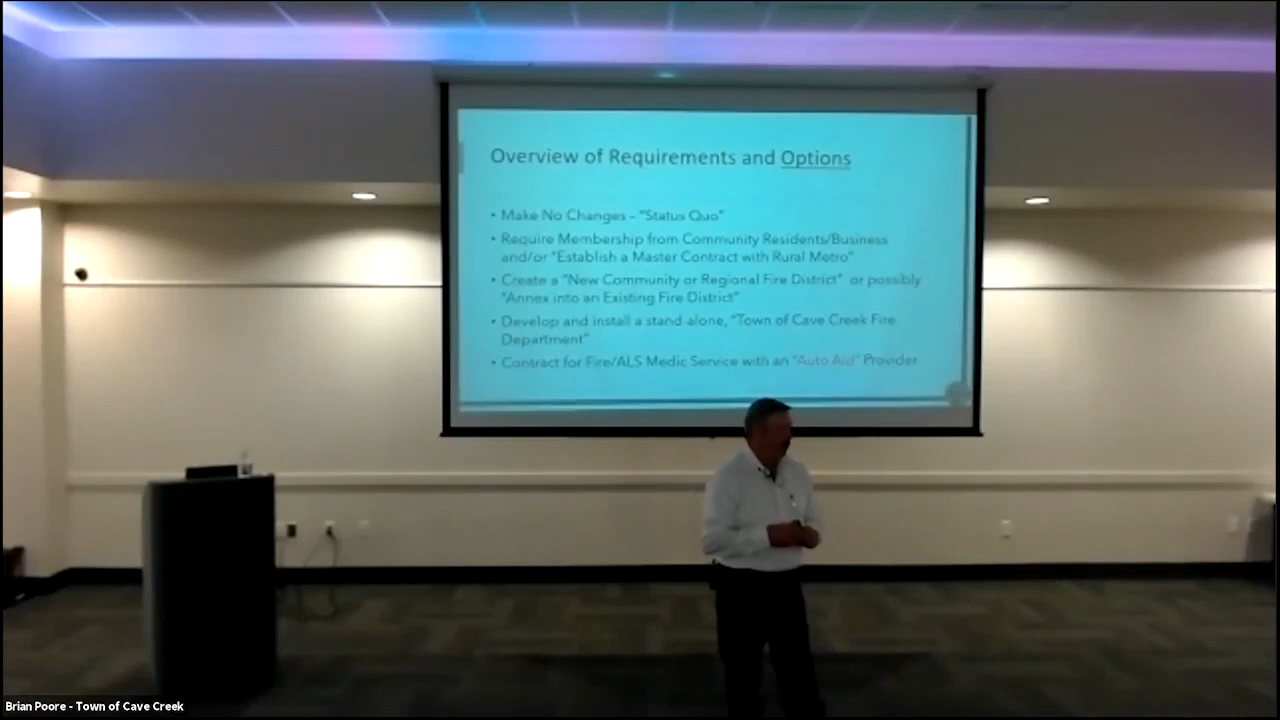 Overview of Requirements and Options
• Make No Changes – "Status Quo"
• Require Membership from Community Residents/Business
and/or "Establish a Master Contract with Rural Metro"
• Create a "New Community or Regional Fire District" or possibly
"Annex into an Existing Fire District"
• Develop and install a stand-alone, "Town of Cave Creek Fire
Department"
• Contract for Fire/ALS Medic Service with an "Auto Aid" Provider
Brian Poore - Town of Cave Creek